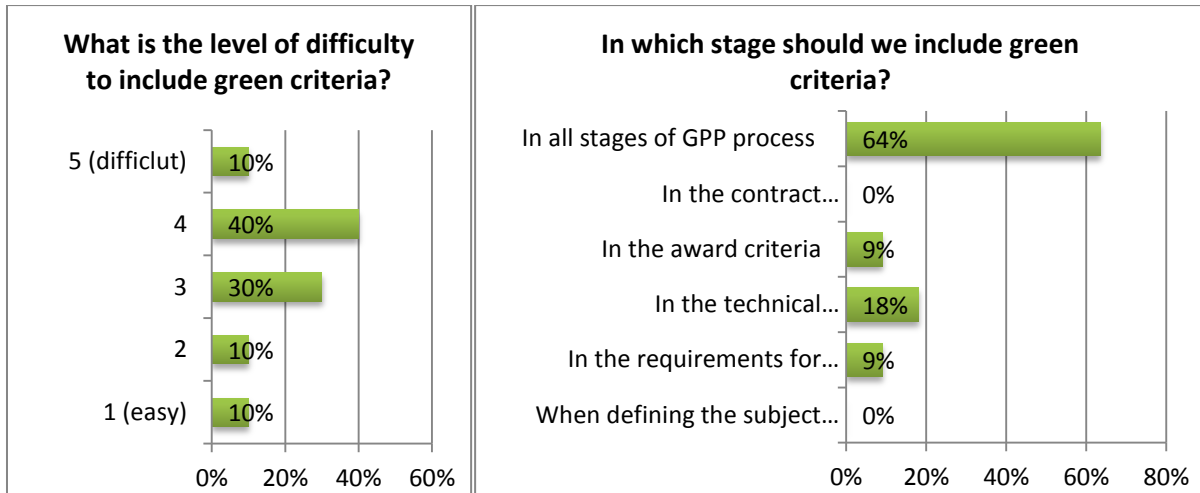 What is the level of difficulty
to include green criteria?
5 (difficlut)
10%
4
40%
3
30%
2
10%
1 (easy)
10%
0% 20% 40% 60%
In which stage should we include green
criteria?
In all stages of GPP process
64%
In the contract...
0%
In the award criteria
9%
In the technical...
18%
In the requirements for...
9%
When defining the subject...
0%
0% 20% 40% 60% 80%